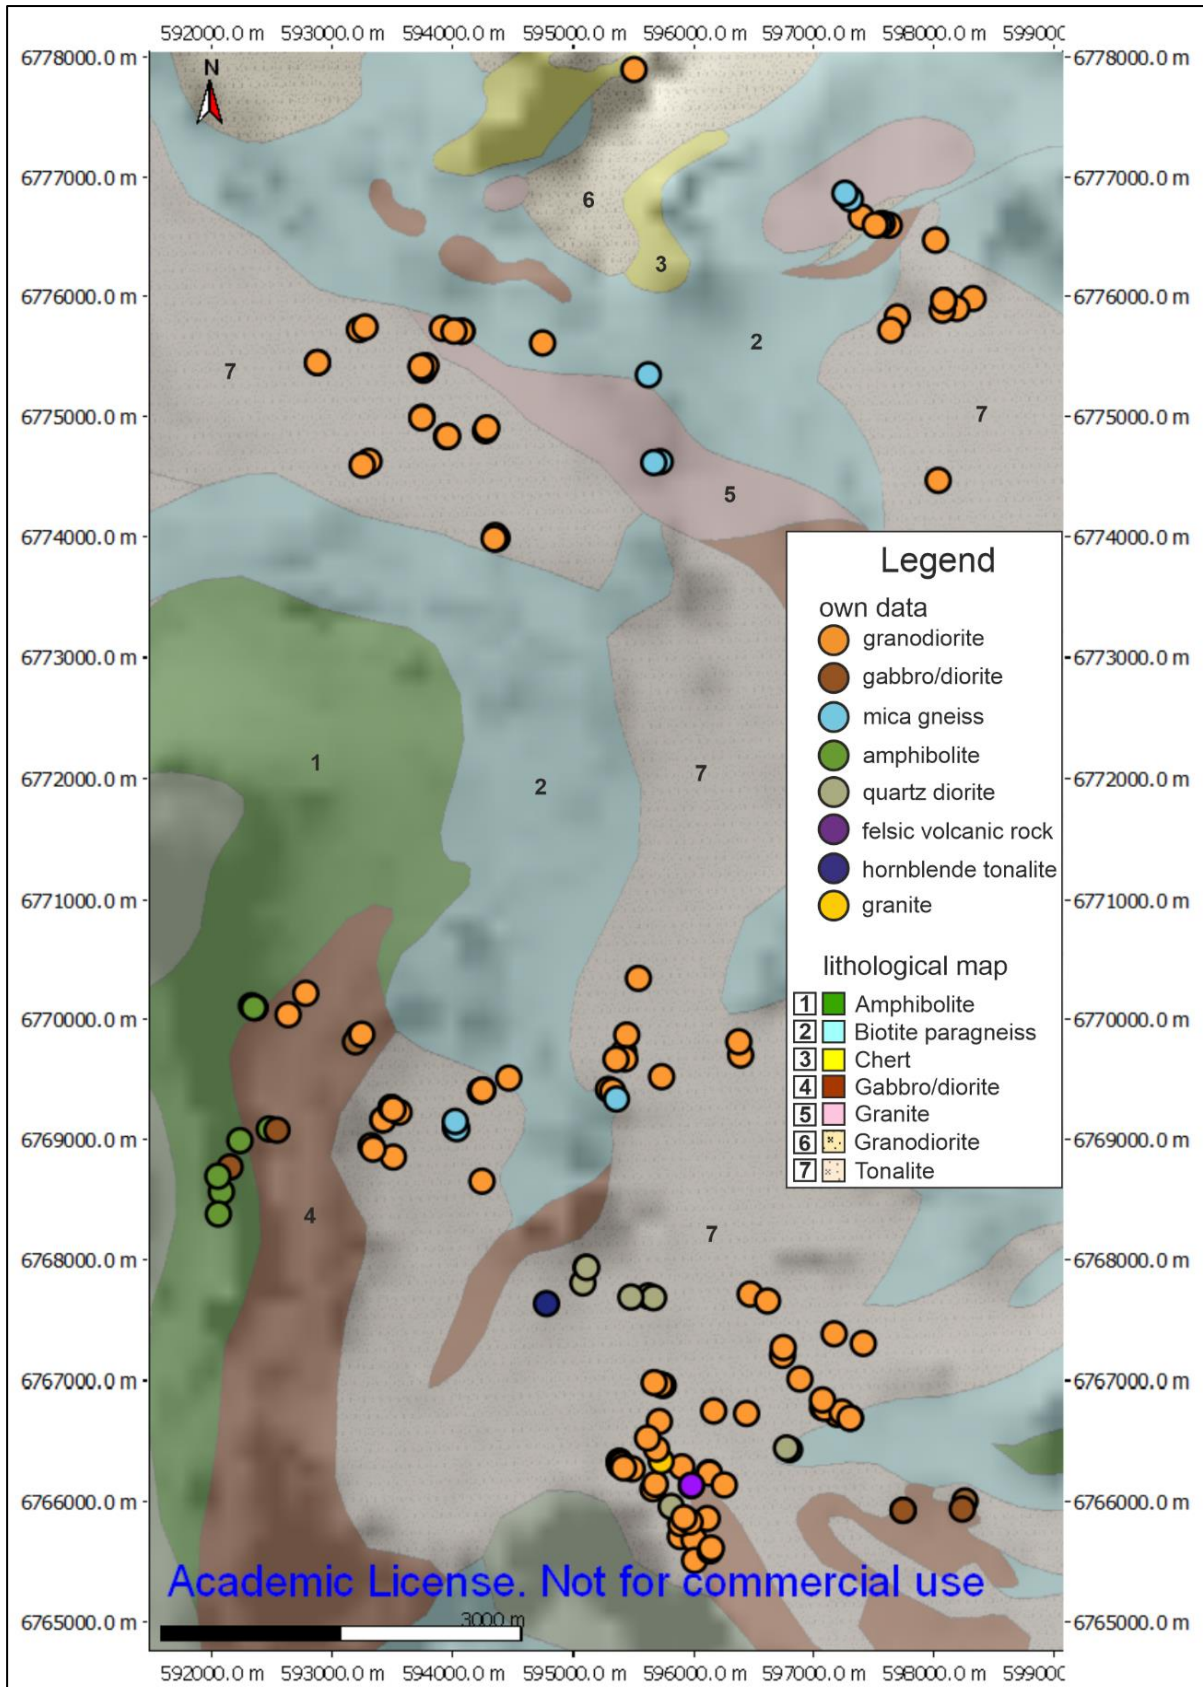 592000.0 m 593000.0 m 594000.0 m 595000.0 m 596000.0 m 597000.0 m 598000.0 m 599000
6778000.0 m 6778000.0 m
N
6777000.0 m 6777000.0 m
6
3
6776000.0 m 6776000.0 m
2
7
7
6775000.0 m 6775000.0 m
5
6774000.0 m 6774000.0 m
Legend
own data
granodiorite
6773000.0 m 6773000.0 m
gabbro/diorite
mica gneiss
amphibolite
1
7
2
6772000.0 m 6772000.0 m
quartz diorite
felsic volcanic rock
hornblende tonalite
6771000.0 m 6771000.0 m
granite
lithological map
1 Amphibolite
6770000.0 m 6770000.0 m
2 Biotite paragneiss
3 Chert
4 Gabbro/diorite
5 Granite
6769000.0 m 6769000.0 m
6 Granodiorite
7 Tonalite
4
7
6768000.0 m 6768000.0 m
6767000.0 m 6767000.0 m
6766000.0 m 6766000.0 m
Academic License. Not for commercial use
3000 m
6765000.0 m 6765000.0 m
592000.0 m 593000.0 m 594000.0 m 595000.0 m 596000.0 m 597000.0 m 598000.0 m 599000.0